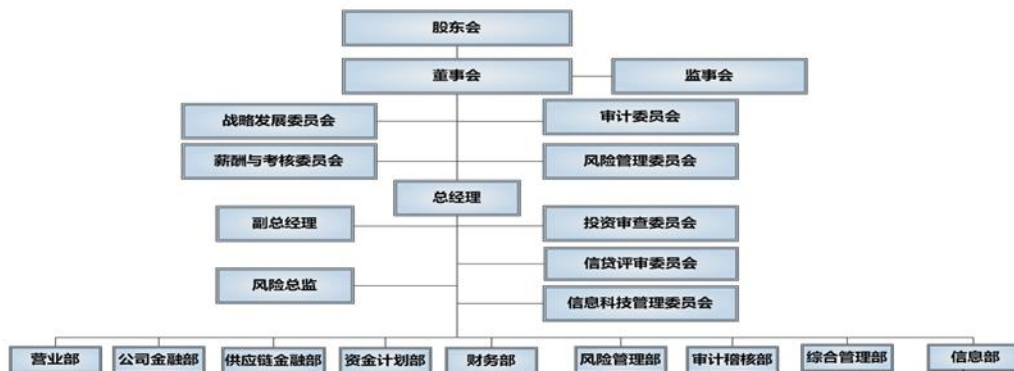 股东会
董事会
监事会
战略发展委员会
审计委员会
薪酬与考核委员会
风险管理委员会
总经理
副总经理
投资审查委员会
信贷评审委员会
风险总监
信息科技管理委员会
营业部
公司金融部
供应链金融部
资金计划部
财务部
风险管理部
审计稽核部
综合管理部
信息部